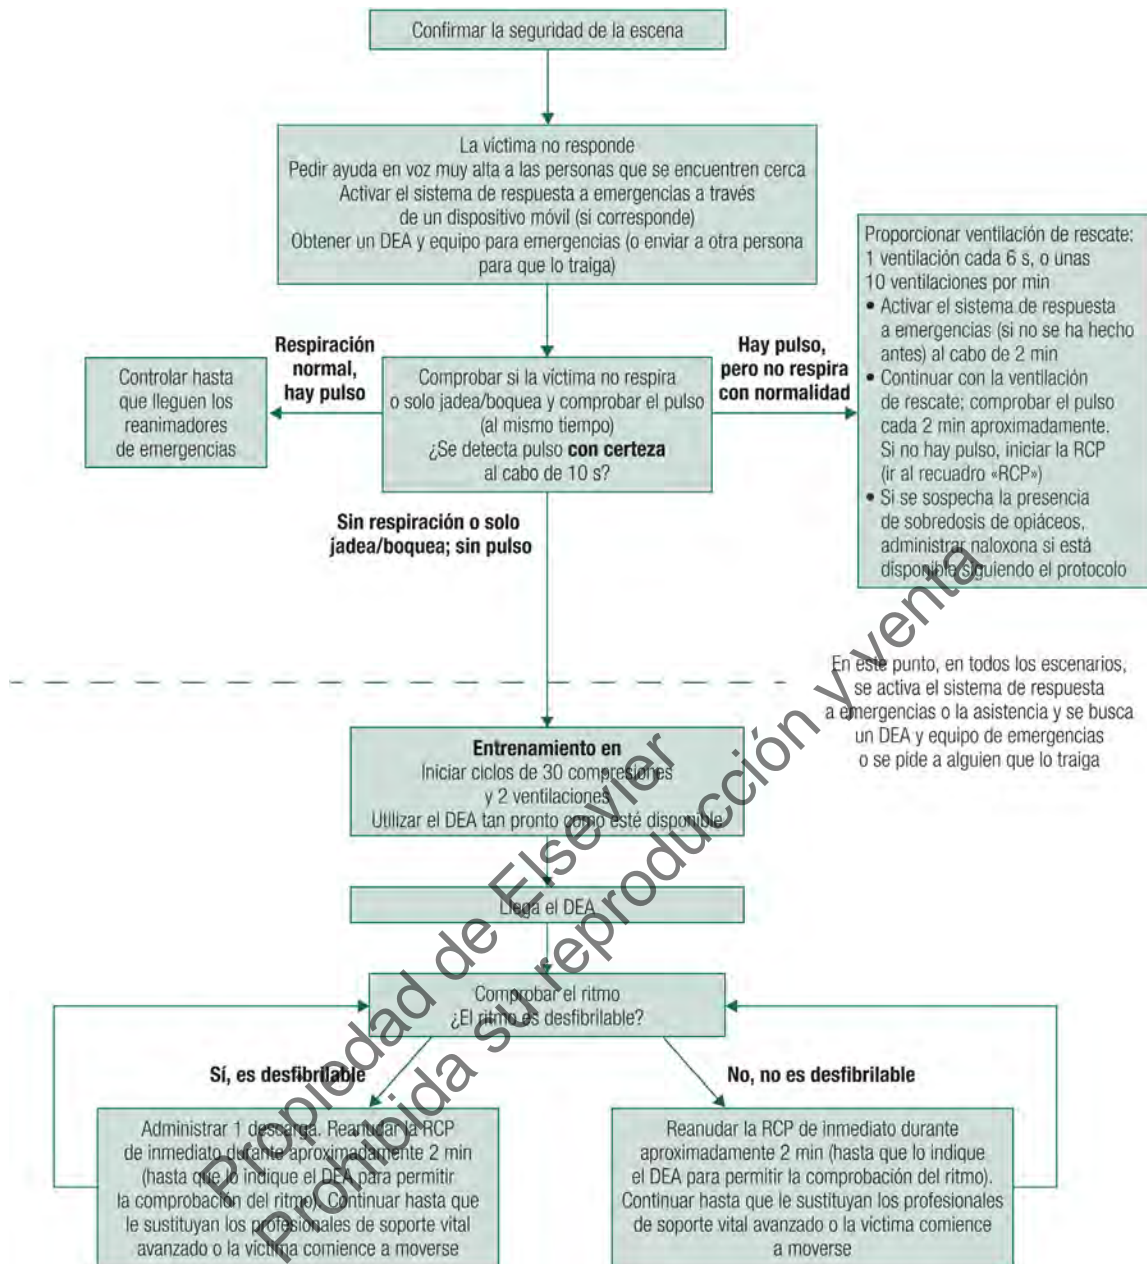 Confirmar la seguridad de la escena
La víctima no responde
Pedir ayuda en voz muy alta a las personas que se encuentren cerca
Activar el sistema de respuesta a emergencias a través
de un dispositivo móvil (si corresponde)
Obtener un DEA y equipo para emergencias (o enviar a otra persona
para que lo traiga)
Respiración
normal,
hay pulso
Controlar hasta
que lleguen los
reanimadores
de emergencias
Comprobar si la víctima no respira
o solo jadea/boquea y comprobar el pulso
(al mismo tiempo)
¿Se detecta pulso con certeza
al cabo de 10 s?
Hay pulso,
pero no respira
con normalidad
Proporcionar ventilación de rescate:
1 ventilación cada 6 s, o unas
10 ventilaciones por min
• Activar el sistema de respuesta
a emergencias (si no se ha hecho
antes) al cabo de 2 min
• Continuar con la ventilación
de rescate; comprobar el pulso
cada 2 min aproximadamente.
Si no hay pulso, iniciar la RCP
(ir al recuadro «RCP»)
• Si se sospecha la presencia
de sobredosis de opiáceos,
administrar naloxona si está
disponible siguiendo el protocolo
Sin respiración o solo
jadea/boquea; sin pulso
En este punto, en todos los escenarios,
se activa el sistema de respuesta
a emergencias o la asistencia y se busca
un DEA y equipo de emergencias
o se pide a alguien que lo traiga
Entrenamiento en
Iniciar ciclos de 30 compresiones
y 2 ventilaciones
Utilizar el DEA tan pronto como esté disponible
Llega el DEA
Comprobar el ritmo
¿El ritmo es desfibrilable?
Sí, es desfibrilable
No, no es desfibrilable
Administrar 1 descarga. Reanudar la RCP
de inmediato durante aproximadamente 2 min
(hasta que lo indique el DEA para permitir
la comprobación del ritmo). Continuar hasta que
le sustituyan los profesionales de soporte vital
avanzado o la víctima comience a moverse
Reanudar la RCP de inmediato durante
aproximadamente 2 min (hasta que lo indique
el DEA para permitir la comprobación del ritmo).
Continuar hasta que le sustituyan los profesionales
de soporte vital avanzado o la víctima comience
a moverse
Propiedad de Elsevier
Prohibida su reproducción y venta